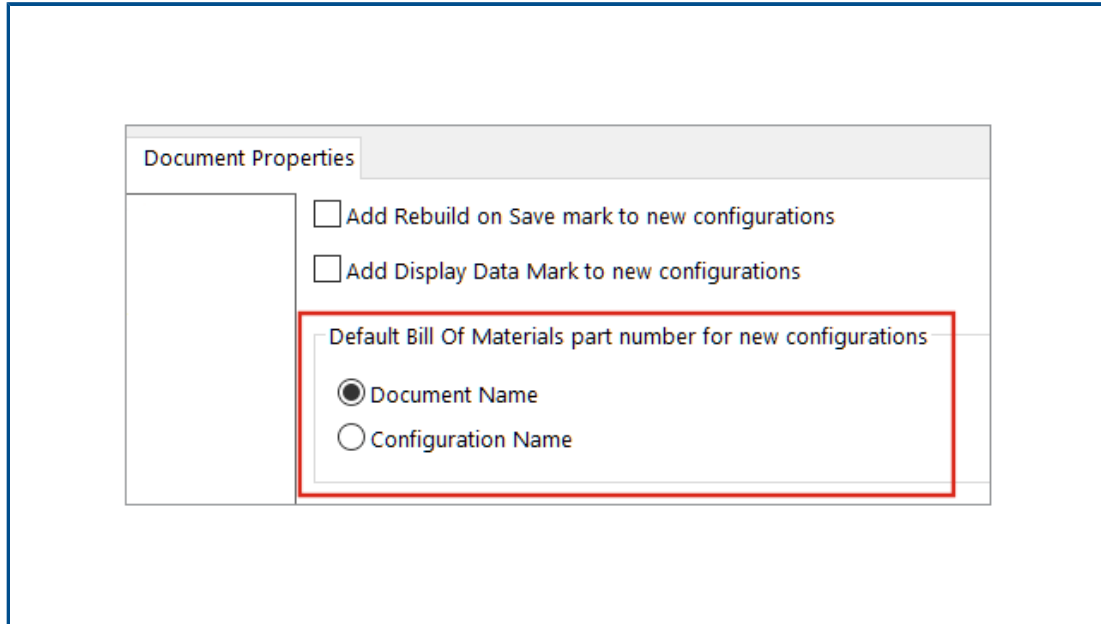 Document Properties
Add Rebuild on Save mark to new configurations
Add Display Data Mark to new configurations
Default Bill Of Materials part number for new configurations
Document Name
Configuration Name